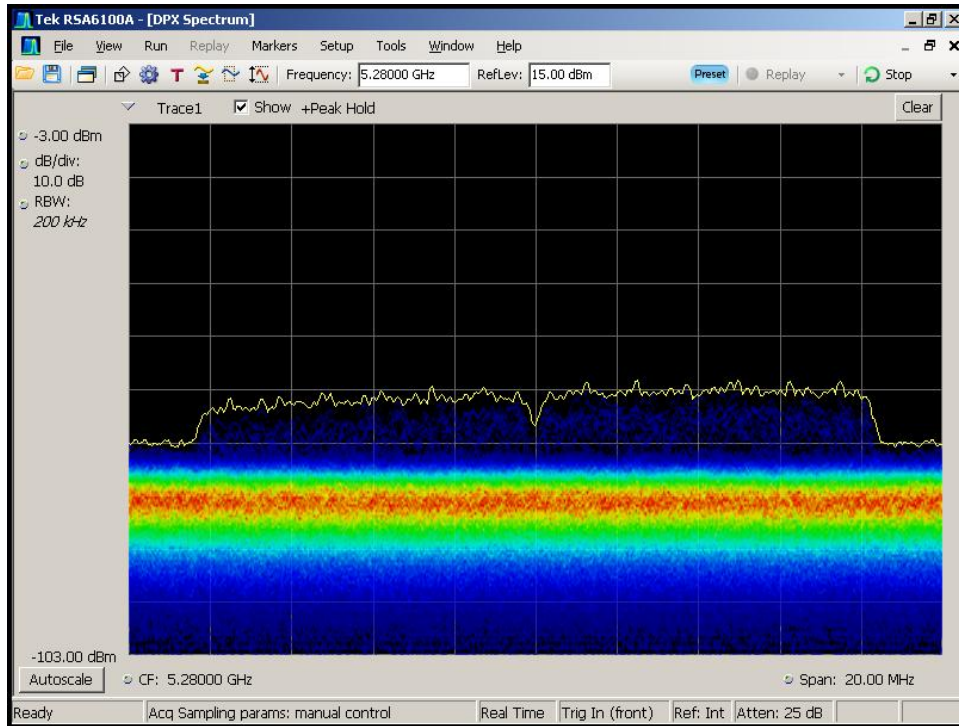 Tek RSA6100A - [DPX Spectrum]
File View Run Replay Markers Setup Tools Window Help
T Frequency: 5.28000 GHz RefLev: 15.00 dBm Preset Replay Stop
Trace1 Show +Peak Hold Clear
-3.00 dBm
dB/div:
10.0 dB
RBW:
200 kHz
-103.00 dBm
Autoscale CF: 5.28000 GHz Span: 20.00 MHz
Ready Acq Sampling params: manual control Real Time Trig In (front) Ref: Int Atten: 25 dB